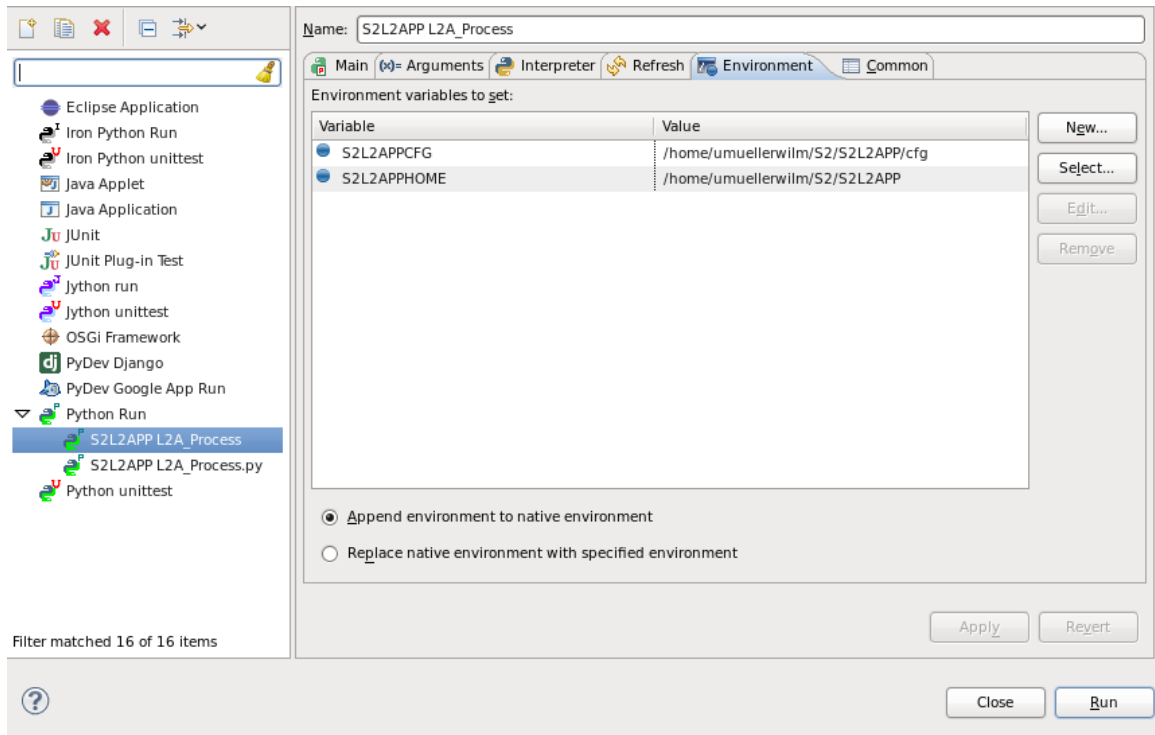 Name: S2L2APP L2A_Process
Main (x)= Arguments Interpreter Refresh Environment Common
Environment variables to set:
Variable Value
S2L2APPCFG /home/umuellerwilm/S2/S2L2APP/cfg
S2L2APPHOME /home/umuellerwilm/S2/S2L2APP
New...
Select...
Edit...
Remove
Eclipse Application
Iron Python Run
Iron Python unittest
Java Applet
Java Application
JUnit
JUnit Plug-in Test
Jython run
Jython unittest
OSGi Framework
dj PyDev Django
PyDev Google App Run
Python Run
S2L2APP L2A_Process
S2L2APP L2A_Process.py
Python unittest
Append environment to native environment
Replace native environment with specified environment
Filter matched 16 of 16 items
Apply Revert
? Close Run